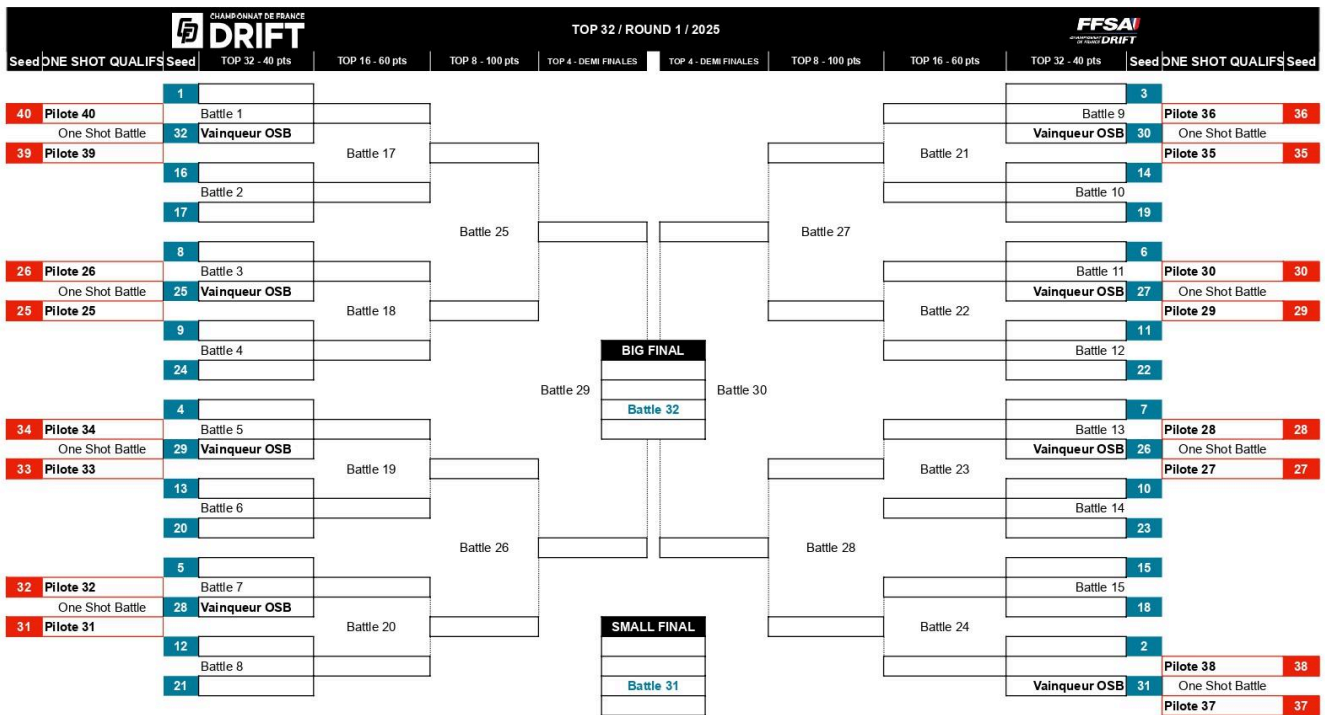 CHAMPIONNAT DE FRANCE
DRIFT
TOP 32 / ROUND 1 / 2025
FFSA
CHAMPIONNAT DE FRANCE DRIFT
Seed ONE SHOT QUALIFS Seed TOP 32 - 40 pts TOP 16 - 60 pts TOP 8 - 100 pts TOP 4 - DEMI FINALES TOP 4 - DEMI FINALES TOP 8 - 100 pts TOP 16 - 60 pts TOP 32 - 40 pts Seed ONE SHOT QUALIFS Seed
1 3
40 Pilote 40 Battle 1 Battle 9 Pilote 36 36
One Shot Battle 32 Vainqueur OSB Vainqueur OSB 30 One Shot Battle
39 Pilote 39 Battle 17 Battle 21 Pilote 35 35
16 14
Battle 2 Battle 10
17 19
Battle 25 Battle 27
8 6
26 Pilote 26 Battle 3 Battle 11 Pilote 30 30
One Shot Battle 25 Vainqueur OSB Vainqueur OSB 27 One Shot Battle
25 Pilote 25 Battle 18 Battle 22 Pilote 29 29
9 11
Battle 4 BIG FINAL Battle 12
24 22
Battle 29 Battle 30
4 Battle 32 7
34 Pilote 34 Battle 5 Battle 13 Pilote 28 28
One Shot Battle 29 Vainqueur OSB Vainqueur OSB 26 One Shot Battle
33 Pilote 33 Battle 19 Battle 23 Pilote 27 27
13 10
Battle 6 Battle 14
20 23
Battle 26 Battle 28
5 15
32 Pilote 32 Battle 7 Battle 15
One Shot Battle 28 Vainqueur OSB 18
31 Pilote 31 Battle 20 SMALL FINAL Battle 24
12 2
Battle 8 Pilote 38 38
21 Battle 31 Vainqueur OSB 31 One Shot Battle
Pilote 37 37